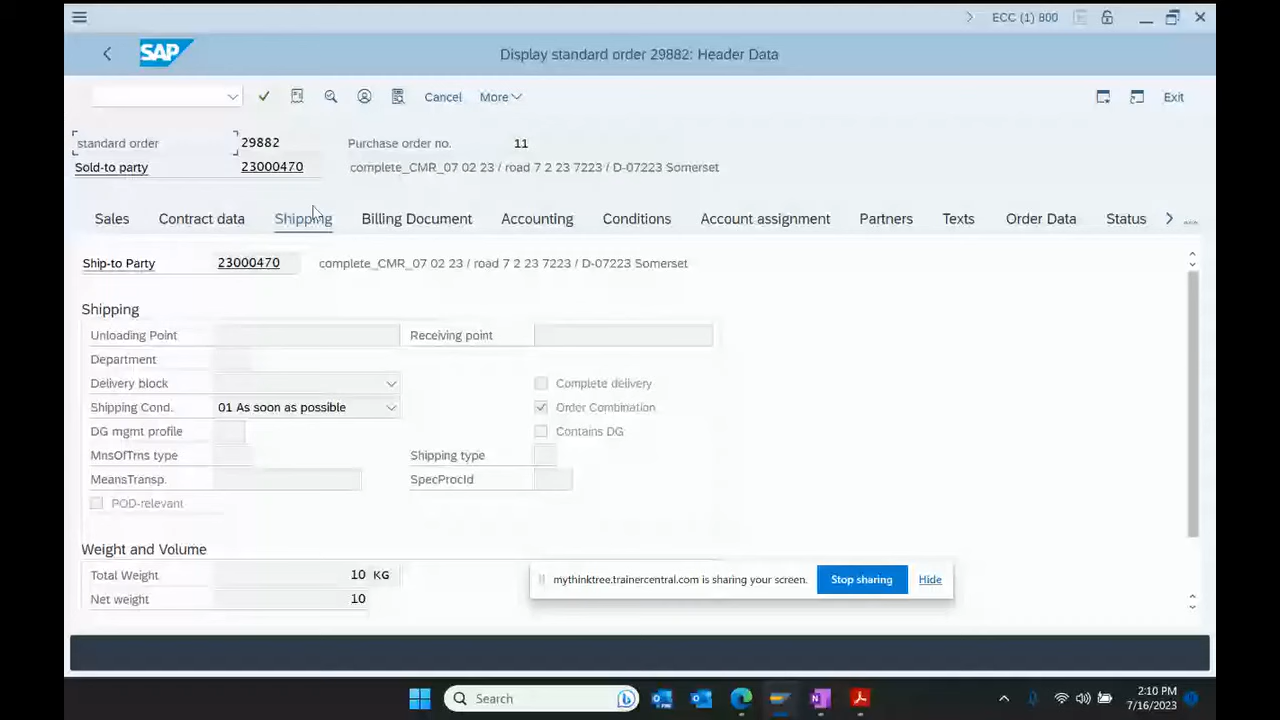 ECC (1) 800
SAP Display standard order 29882: Header Data
Cancel More Exit
standard order 29882 Purchase order no. 11
Sold-to party 23000470 complete_CMR_07 02 23 / road 7 2 23 7223 / D-07223 Somerset
Sales Contract data Shipping Billing Document Accounting Conditions Account assignment Partners Texts Order Data Status
Ship-to Party 23000470 complete_CMR_07 02 23 / road 7 2 23 7223 / D-07223 Somerset
Shipping
Unloading Point Receiving point
Department
Delivery block Complete delivery
Shipping Cond. 01 As soon as possible Order Combination
DG mgmt profile Contains DG
MnsOfTrns type Shipping type
MeansTransp. SpecProcId
POD-relevant
Weight and Volume
Total Weight 10 KG
Net weight 10
mythinktree.trainercentral.com is sharing your screen. Stop sharing Hide
Search
2:10 PM
7/16/2023